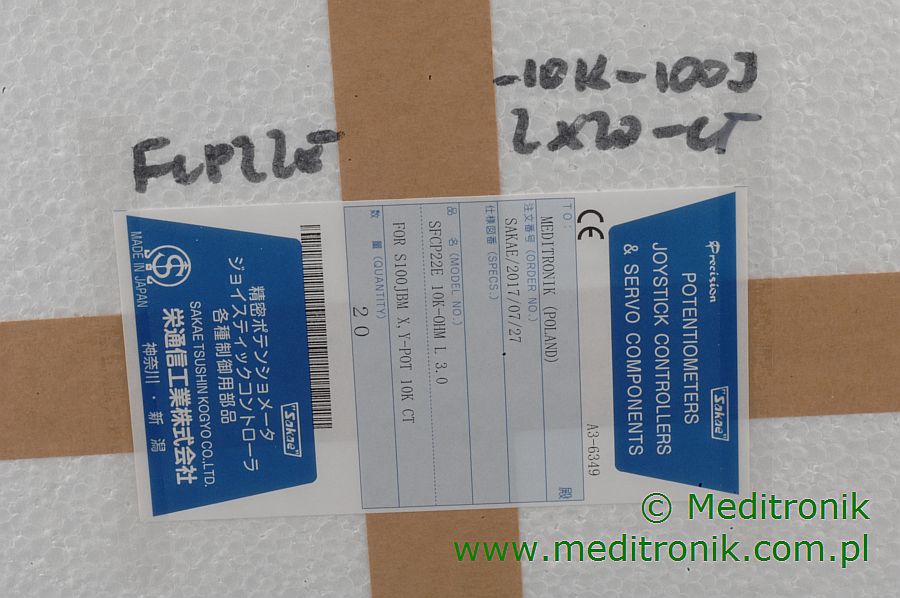 -10K-100J
FCP22E
2X20-CT
Precision
POTENTIOMETERS
JOYSTICK CONTROLLERS
& SERVO COMPONENTS
"Sakae"
CE
A3-6349
TO:
MEDITRONIK (POLAND)
殿
注文番号 (ORDER NO.)
SAKAE/2017/07/27
仕様図番 (SPECS.)
品 名 (MODEL NO.)
SFCP22E 10K-OHM L 3.0
FOR S100JBM X,Y-POT 10K CT
数 量 (QUANTITY)
20
"Sakae"
精密ポテンショメータ
ジョイスティックコントローラ
各種制御用部品
SAKAE TSUSHIN KOGYO CO.,LTD.
栄通信工業株式会社
神奈川・新潟
MADE IN JAPAN
© Meditronik
www.meditronik.com.pl